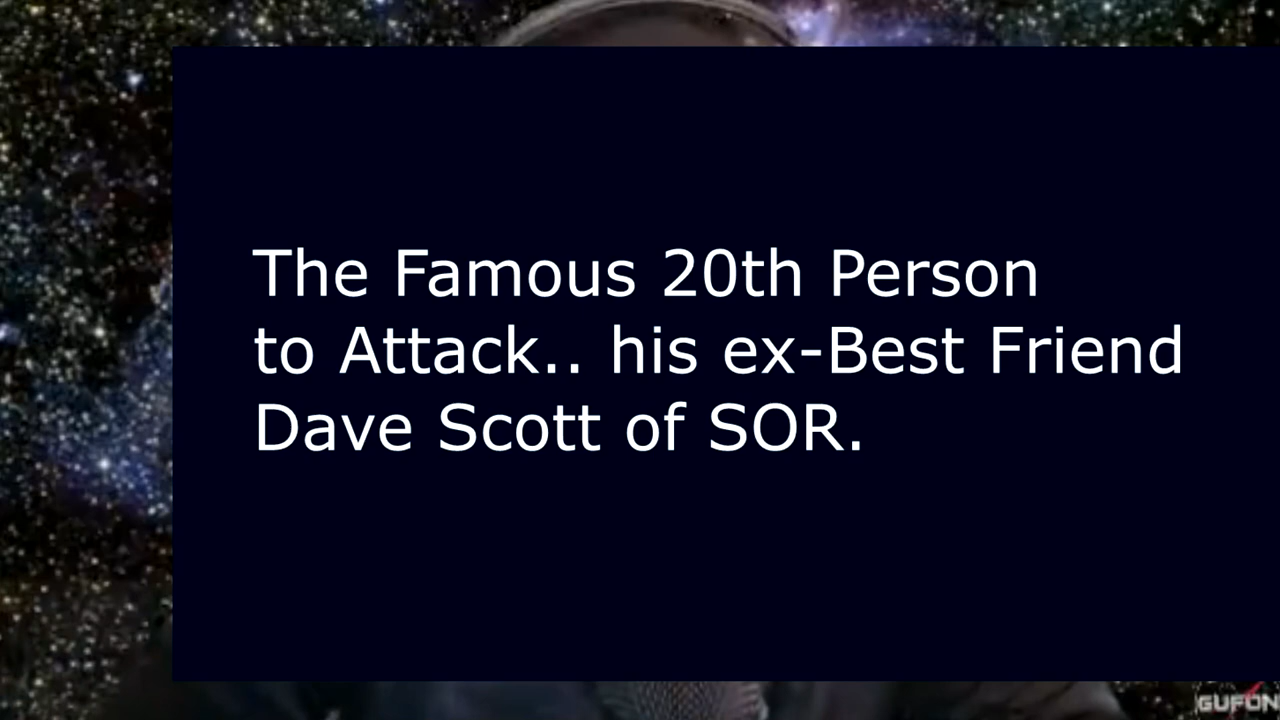 The Famous 20th Person
to Attack.. his ex-Best Friend
Dave Scott of SOR.
GUFON